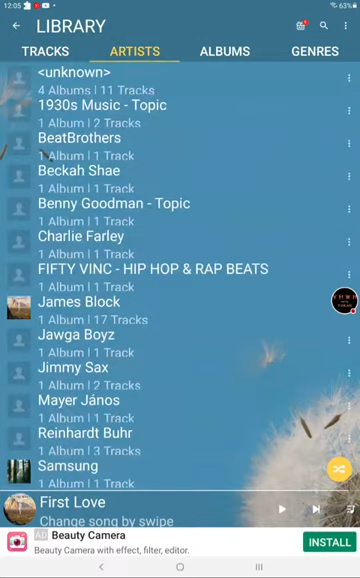 12:05
63%
LIBRARY
TRACKS ARTISTS ALBUMS GENRES
<unknown>
4 Albums | 11 Tracks
1930s Music - Topic
1 Album | 2 Tracks
BeatBrothers
1 Album | 1 Track
Beckah Shae
1 Album | 1 Track
Benny Goodman - Topic
1 Album | 1 Track
Charlie Farley
1 Album | 1 Track
FIFTY VINC - HIP HOP & RAP BEATS
1 Album | 1 Track
James Block
1 Album | 17 Tracks
Jawga Boyz
1 Album | 1 Track
Jimmy Sax
1 Album | 2 Tracks
Mayer János
1 Album | 1 Track
Reinhardt Buhr
1 Album | 3 Tracks
Samsung
1 Album | 1 Track
First Love
Change song by swipe
AD Beauty Camera
Beauty Camera with effect, filter, editor.
INSTALL